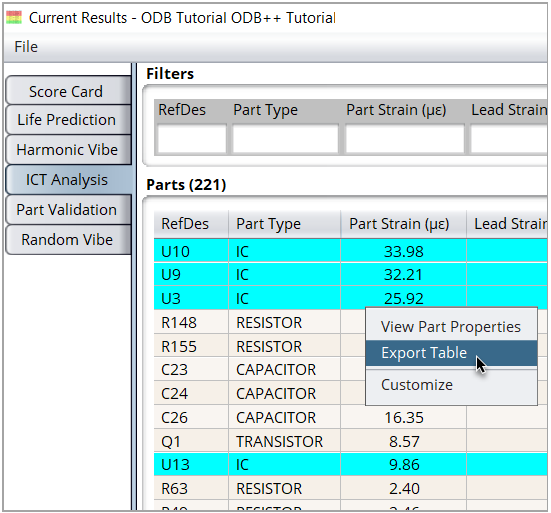 Current Results - ODB Tutorial ODB++ Tutorial
File
Score Card
Life Prediction
Harmonic Vibe
ICT Analysis
Part Validation
Random Vibe
Filters
RefDes Part Type Part Strain (με) Lead Strain
Parts (221)
RefDes Part Type Part Strain (με) Lead Strain
U10 IC 33.98
U9 IC 32.21
U3 IC 25.92
R148 RESISTOR
R155 RESISTOR
C23 CAPACITOR
C24 CAPACITOR
C26 CAPACITOR 16.35
Q1 TRANSISTOR 8.57
U13 IC 9.86
R63 RESISTOR 2.40
View Part Properties
Export Table
Customize